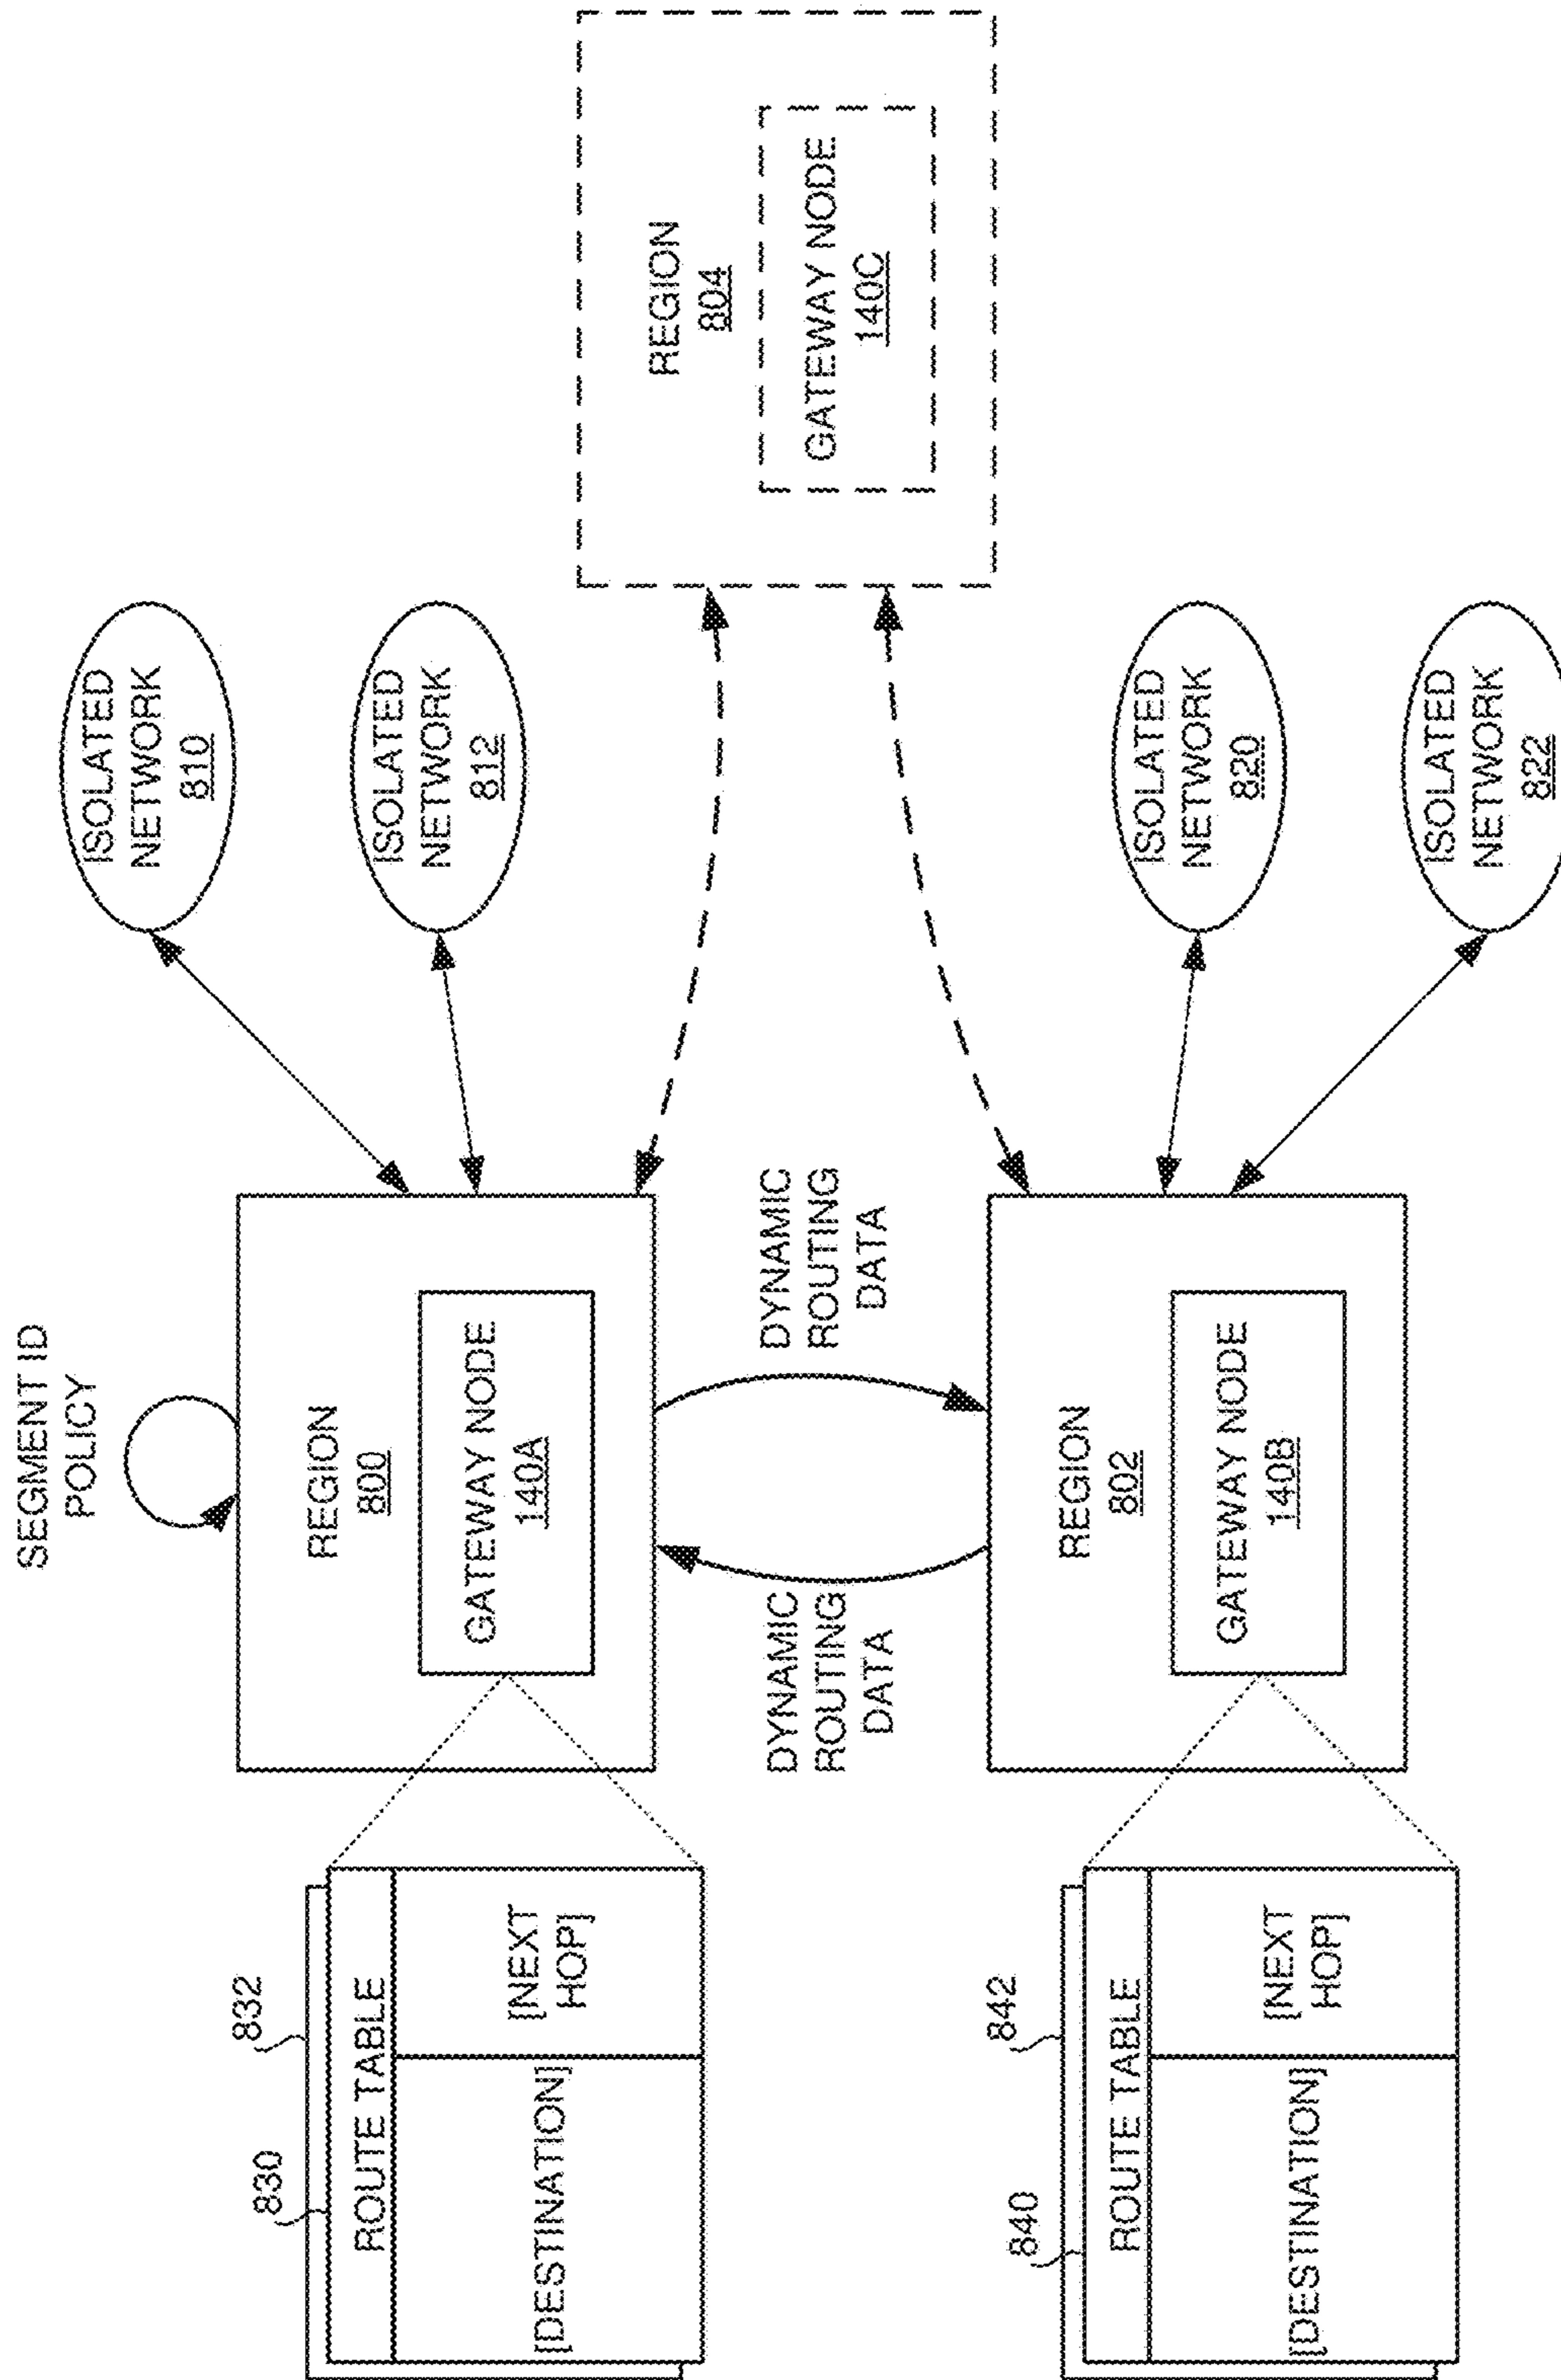 SEGMENT ID
POLICY
832
830
ROUTE TABLE
[DESTINATION]
[NEXT
HOP]
REGION
800
GATEWAY NODE
140A
ISOLATED
NETWORK
810
ISOLATED
NETWORK
812
DYNAMIC
ROUTING
DATA
DYNAMIC
ROUTING
DATA
REGION
804
GATEWAY NODE
140C
842
840
ROUTE TABLE
[DESTINATION]
[NEXT
HOP]
REGION
802
GATEWAY NODE
140B
ISOLATED
NETWORK
820
ISOLATED
NETWORK
822